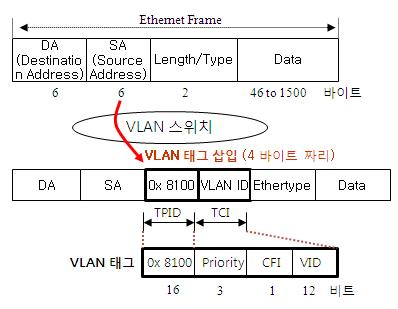 Ethernet Frame
DA (Destinatio n Address) SA (Source Address) Length/Type Data
6 6 2 46 to 1500 바이트
VLAN 스위치
VLAN 태그 삽입 (4 바이트 짜리)
DA SA 0x 8100 VLAN ID Ethertype Data
TPID TCI
VLAN 태그 0x 8100 Priority CFI VID
16 3 1 12 비트